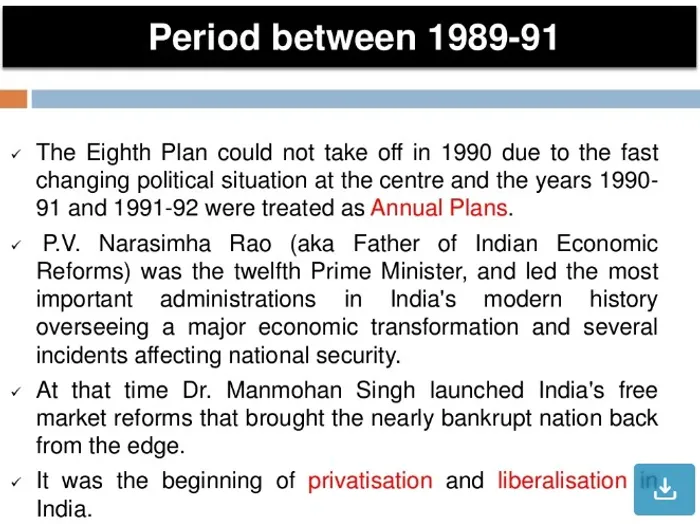 Period between 1989-91
✓ The Eighth Plan could not take off in 1990 due to the fast
changing political situation at the centre and the years 1990-
91 and 1991-92 were treated as Annual Plans.
✓ P.V. Narasimha Rao (aka Father of Indian Economic
Reforms) was the twelfth Prime Minister, and led the most
important administrations in India's modern history
overseeing a major economic transformation and several
incidents affecting national security.
✓ At that time Dr. Manmohan Singh launched India's free
market reforms that brought the nearly bankrupt nation back
from the edge.
✓ It was the beginning of privatisation and liberalisation in
India.